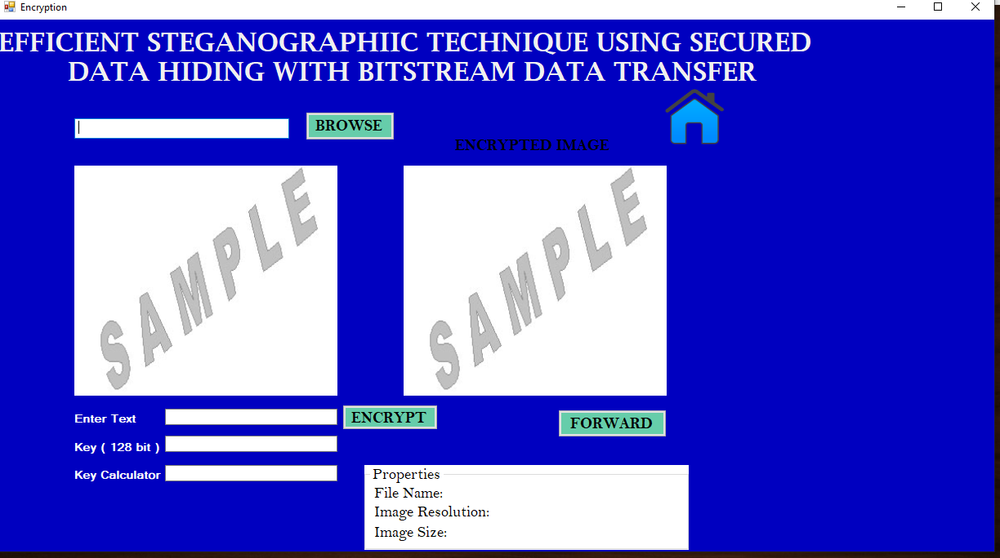 Encryption
EFFICIENT STEGANOGRAPHIIC TECHNIQUE USING SECURED
DATA HIDING WITH BITSTREAM DATA TRANSFER
BROWSE
ENCRYPTED IMAGE
SAMPLE
SAMPLE
Enter Text
ENCRYPT
FORWARD
Key ( 128 bit )
Key Calculator
Properties
File Name:
Image Resolution:
Image Size: